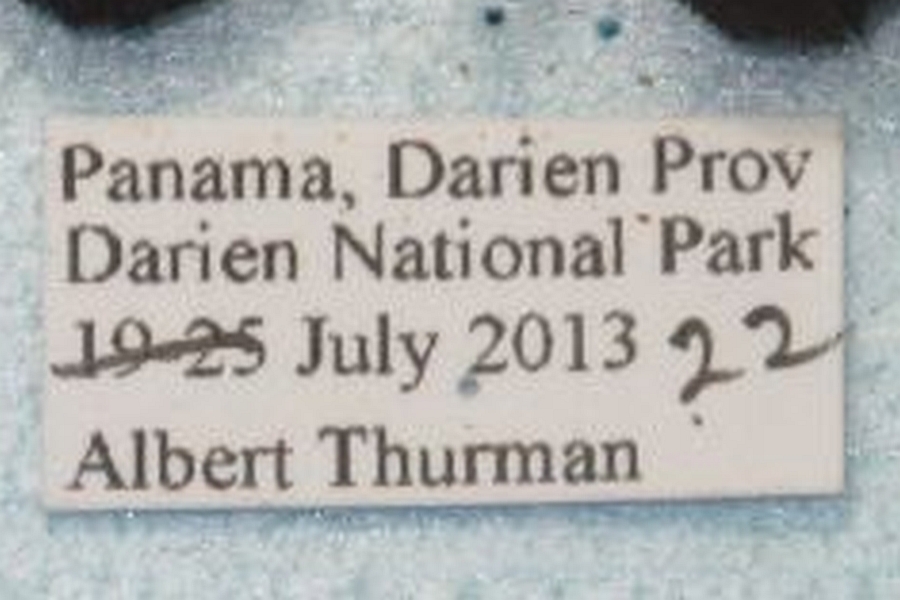 Panama, Darien Prov
Darien National Park
19-25 July 2013 22
Albert Thurman